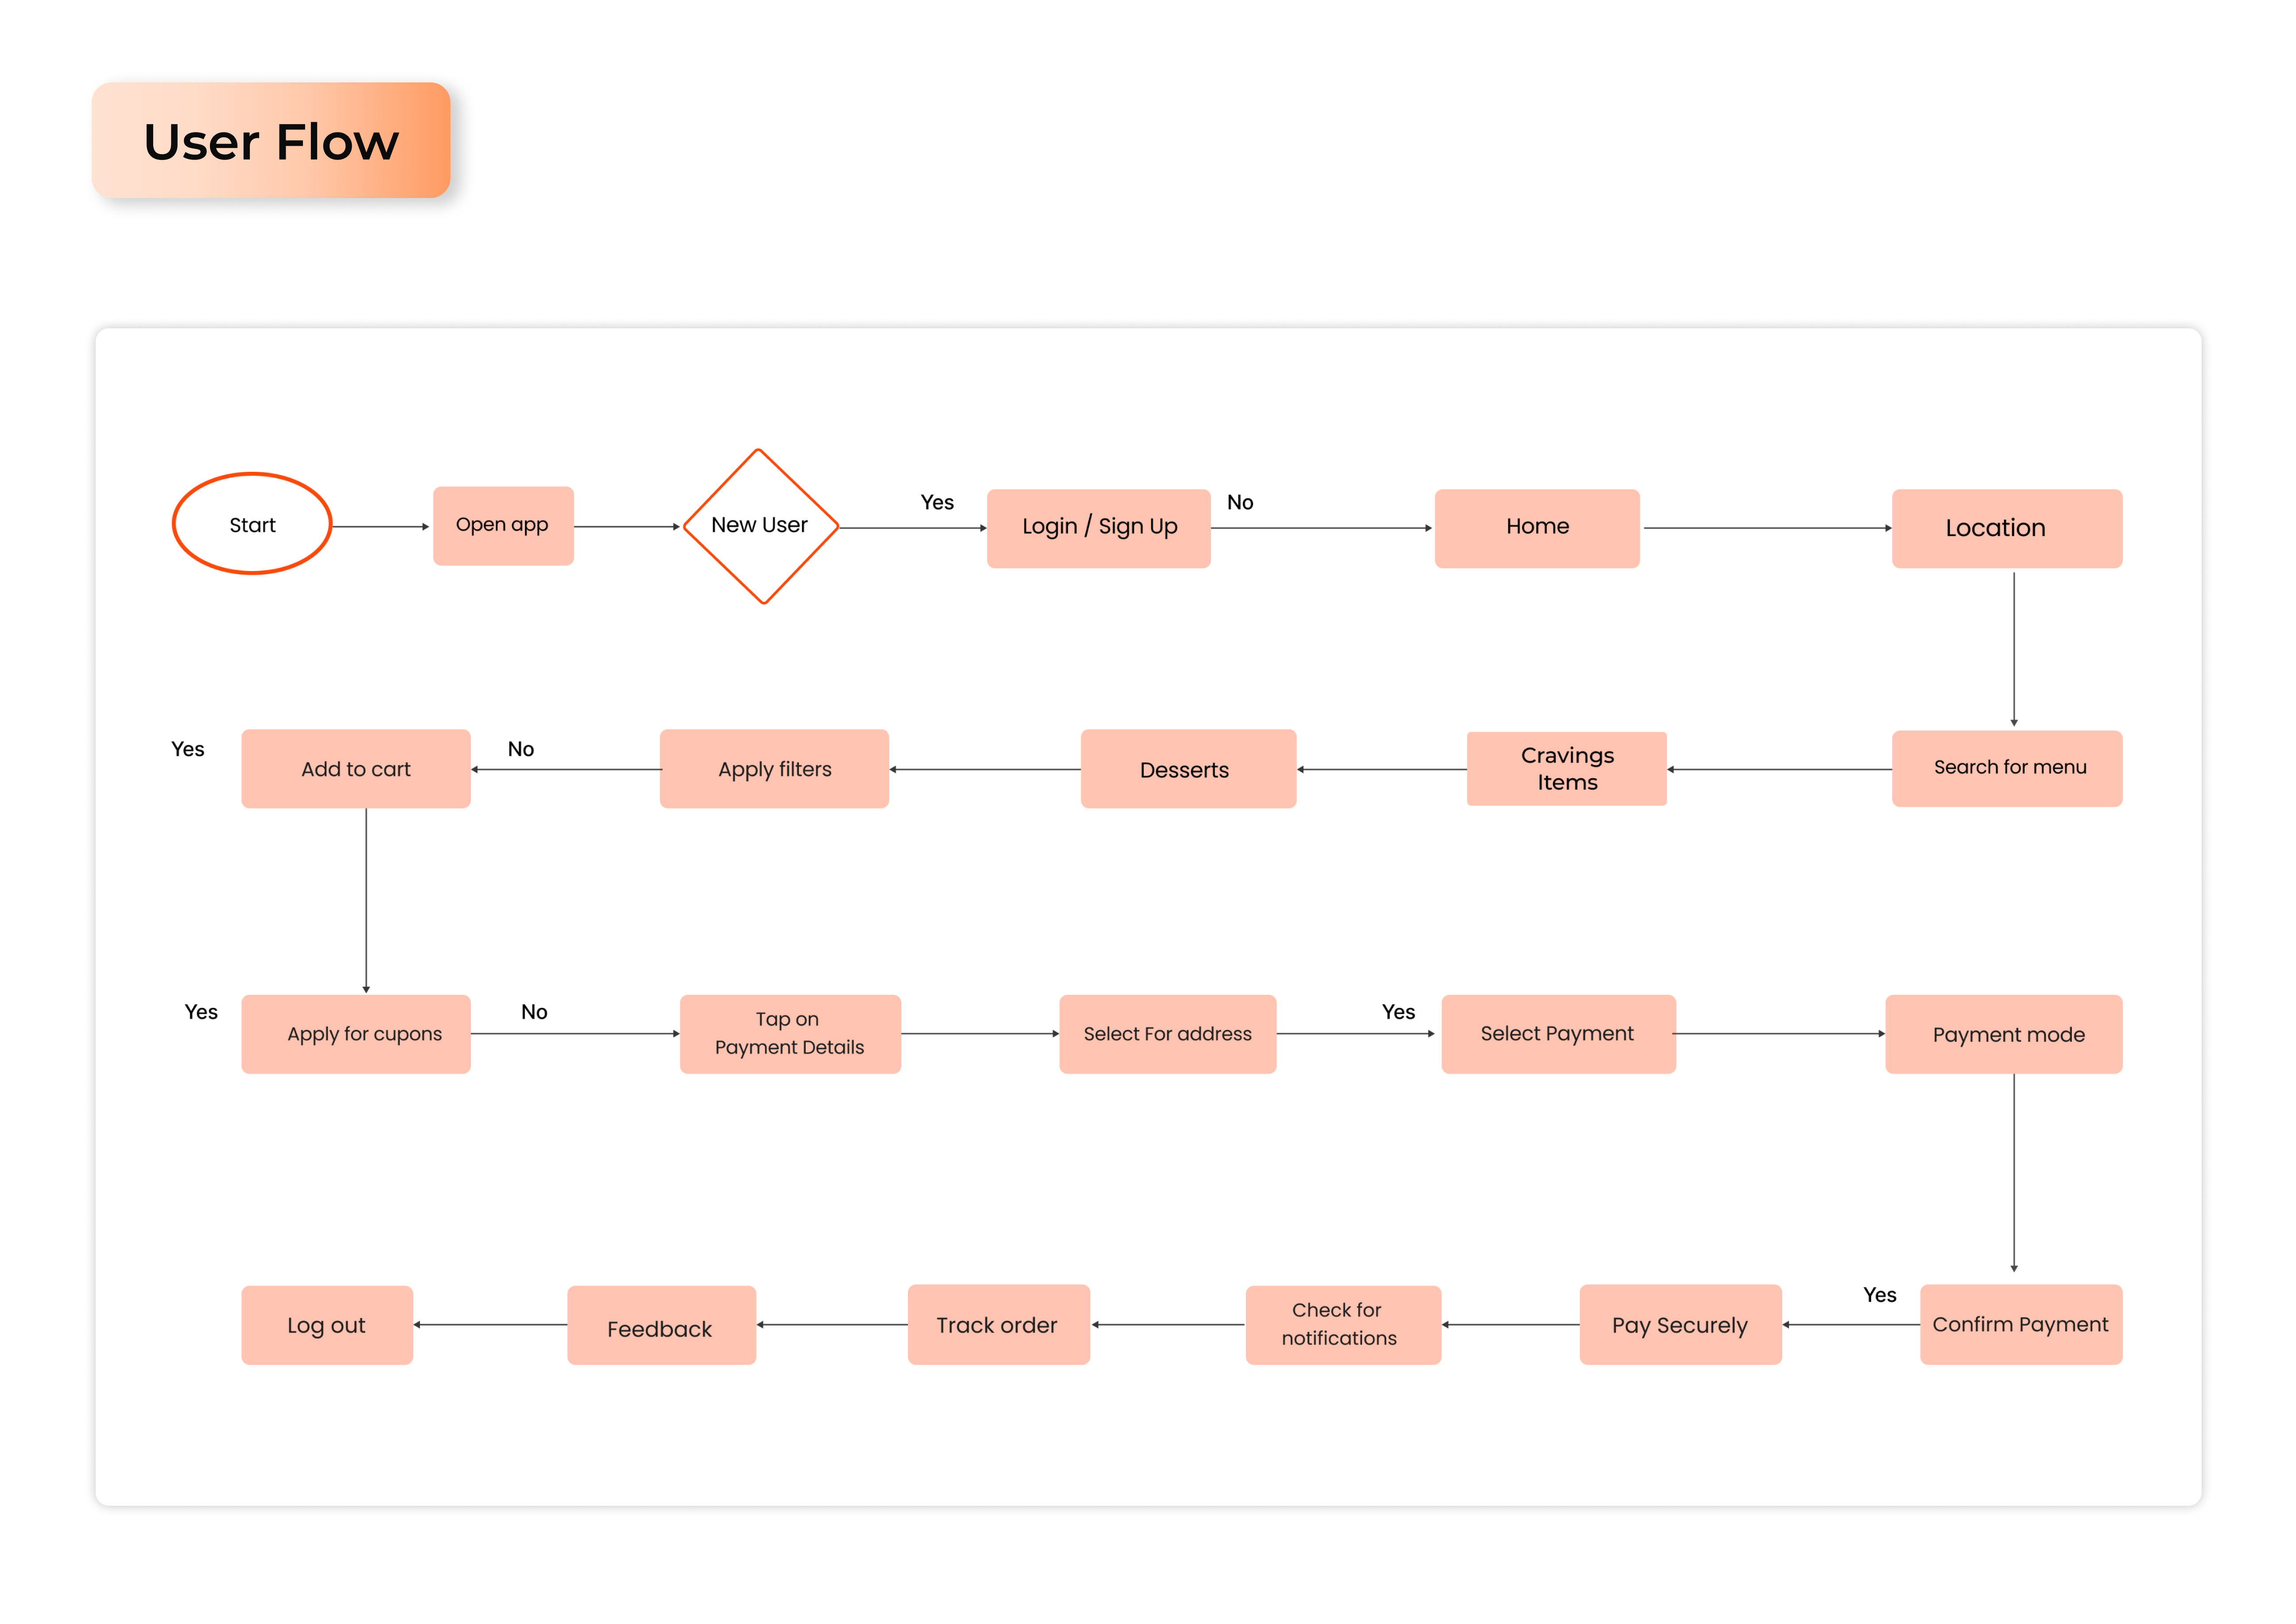 User Flow
Start
Open app
New User
Yes
Login / Sign Up
No
Home
Location
Yes
Add to cart
No
Apply filters
Desserts
Cravings
Items
Search for menu
Yes
Apply for cupons
No
Tap on
Payment Details
Select For address
Yes
Select Payment
Payment mode
Log out
Feedback
Track order
Check for
notifications
Pay Securely
Yes
Confirm Payment